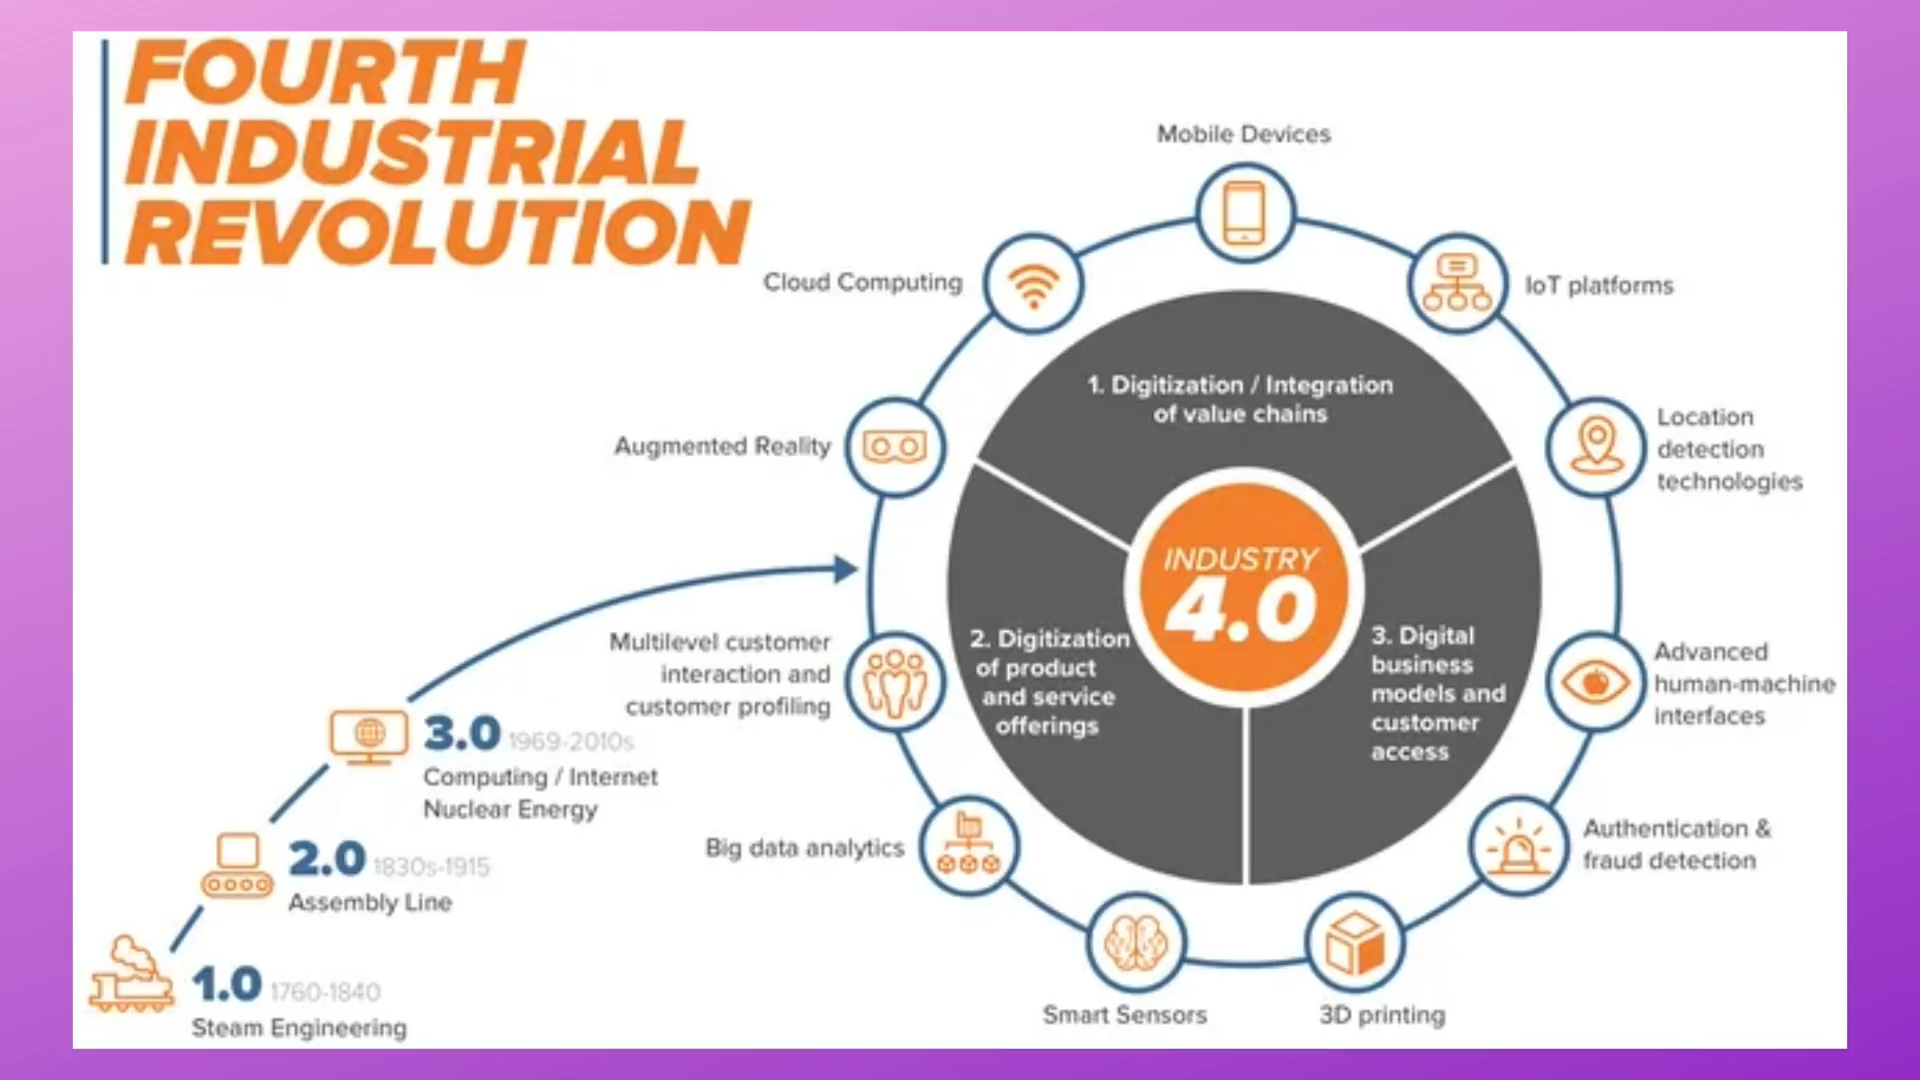 FOURTH
INDUSTRIAL
REVOLUTION
Mobile Devices
Cloud Computing
IoT platforms
Augmented Reality
Location
detection
technologies
1. Digitization / Integration
of value chains
INDUSTRY
4.0
2. Digitization
of product
and service
offerings
3. Digital
business
models and
customer
access
Multilevel customer
interaction and
customer profiling
Advanced
human-machine
interfaces
Big data analytics
Authentication &
fraud detection
Smart Sensors
3D printing
3.0 1969-2010s
Computing / Internet
Nuclear Energy
2.0 1830s-1915
Assembly Line
1.0 1760-1840
Steam Engineering